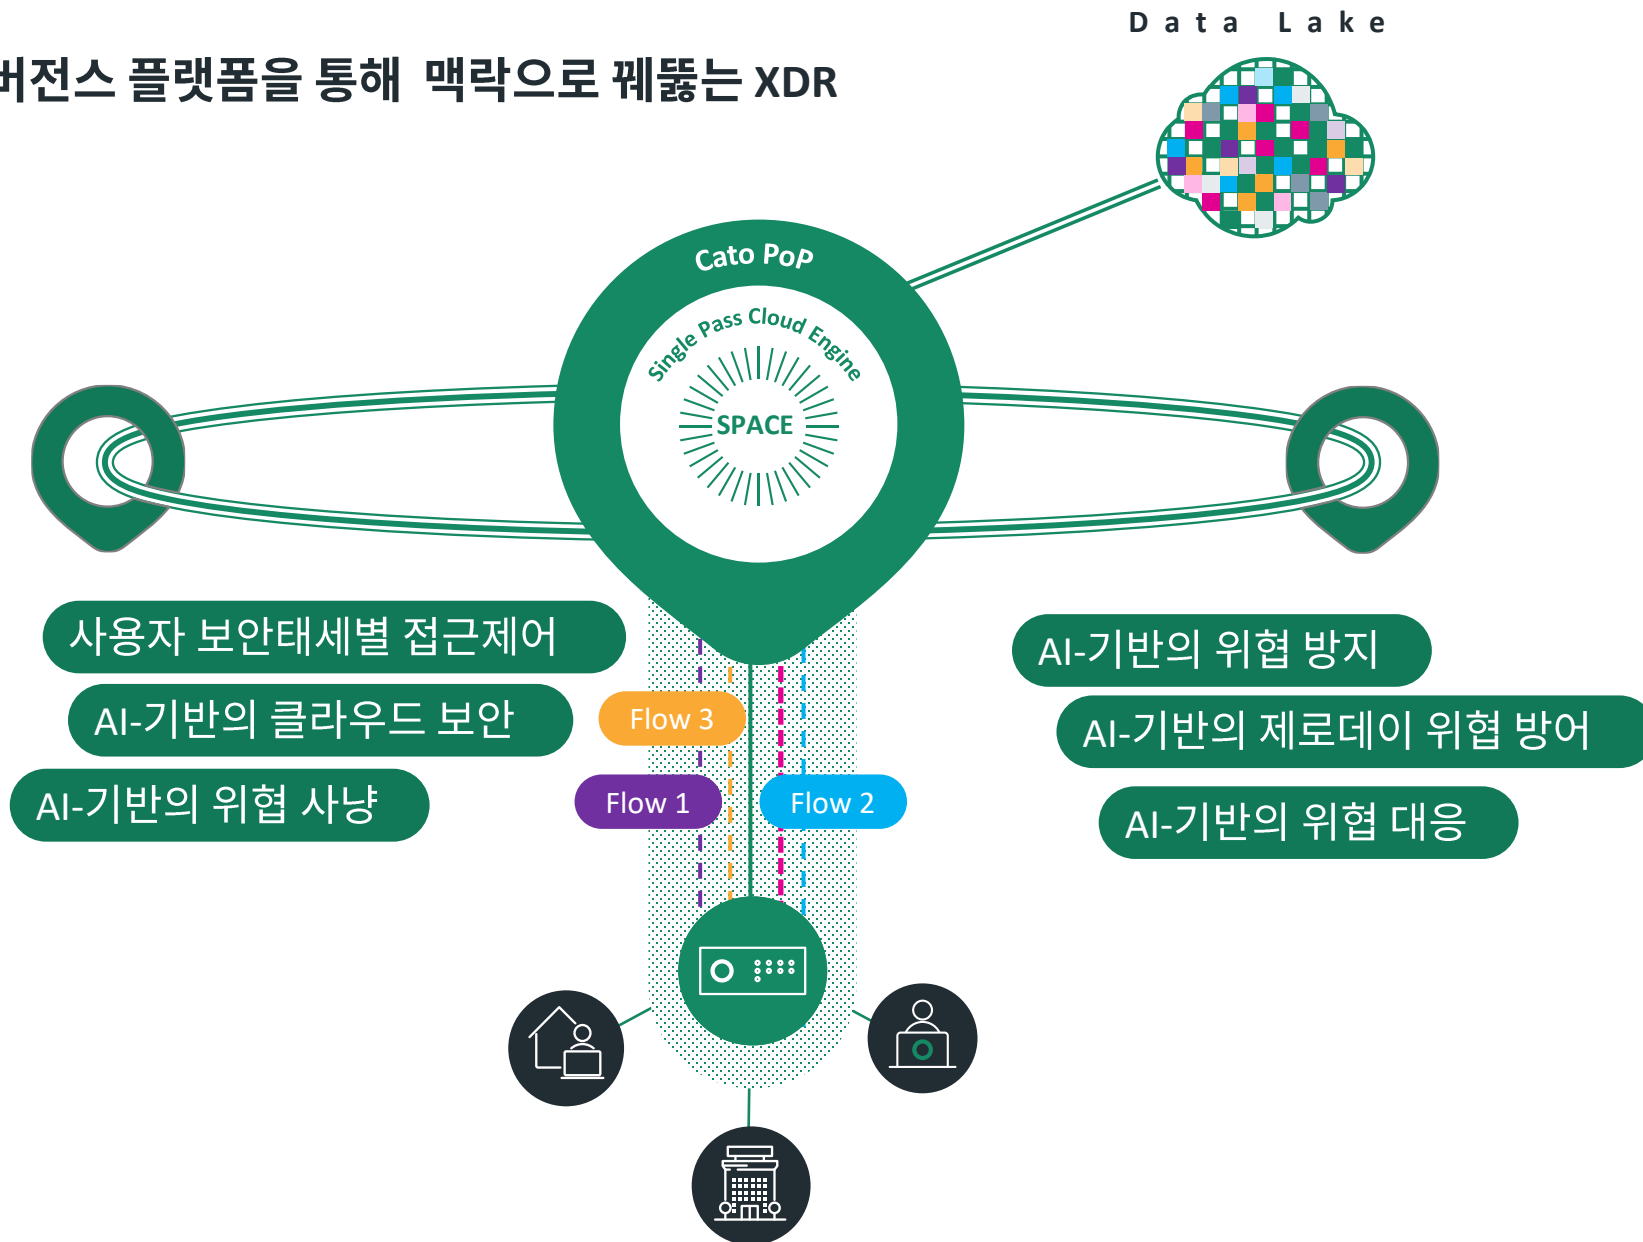 Data Lake
버전스 플랫폼을 통해 맥락으로 꿰뚫는 XDR
Cato PoP
Single Pass Cloud Engine
SPACE
사용자 보안태세별 접근제어
AI-기반의 클라우드 보안
AI-기반의 위협 사냥
Flow 3
Flow 1
Flow 2
AI-기반의 위협 방지
AI-기반의 제로데이 위협 방어
AI-기반의 위협 대응